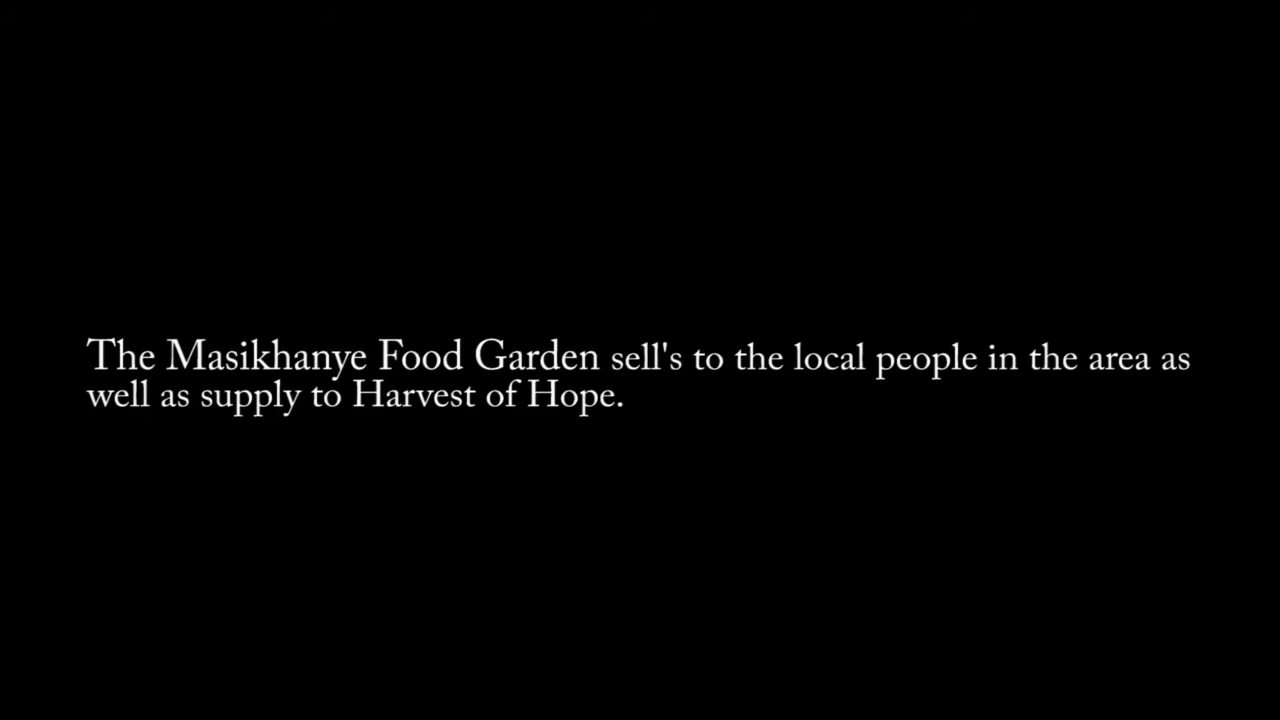 The Masikhanye Food Garden sell's to the local people in the area as
well as supply to Harvest of Hope.